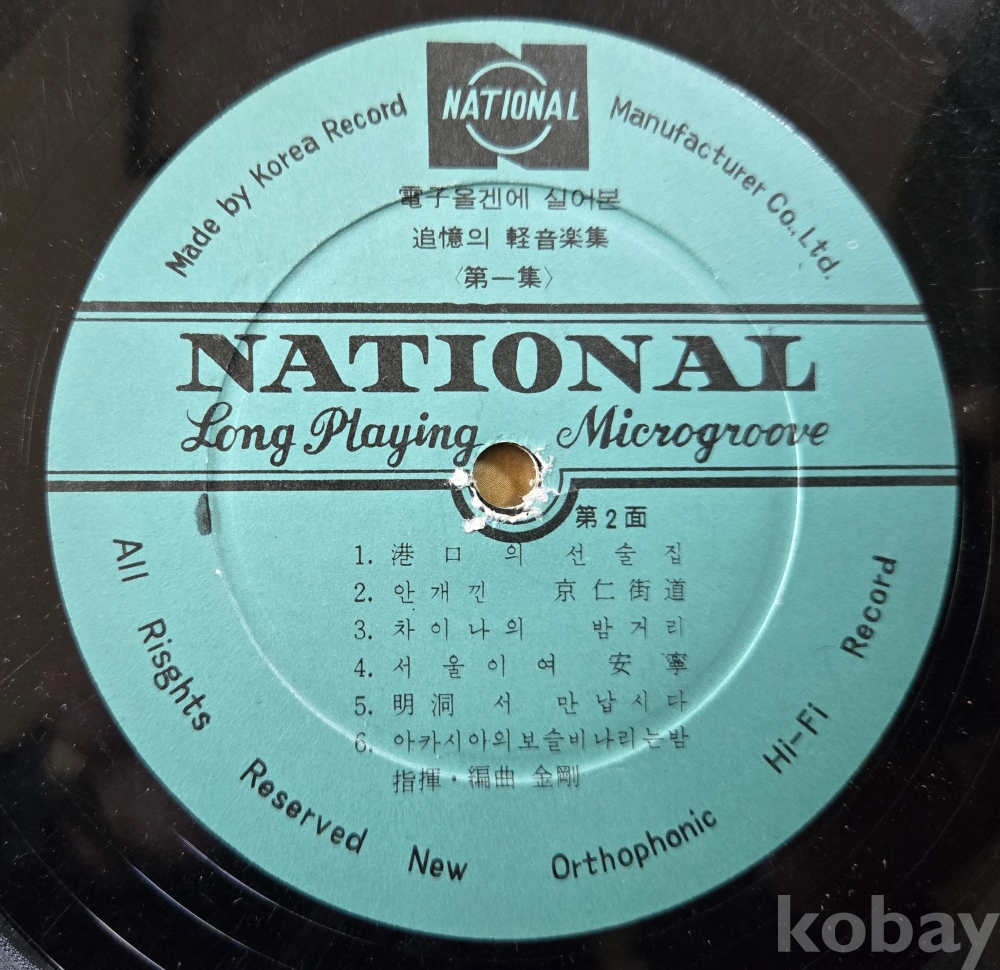 NATIONAL
Made by Korea Record Manufacturer Co., Ltd.
電子올겐에 실어본
追憶의 軽音楽集
〈第一集〉
NATIONAL
Long Playing Microgroove
第2面
1. 港口의 선술집
2. 안개낀 京仁街道
3. 차이나의 밤거리
4. 서울이여 安寧
5. 明洞서 만납시다
6. 아카시아의보슬비나리는밤
指揮・編曲 金剛
All Risghts Reserved New Orthophonic Hi-Fi Record
kobay